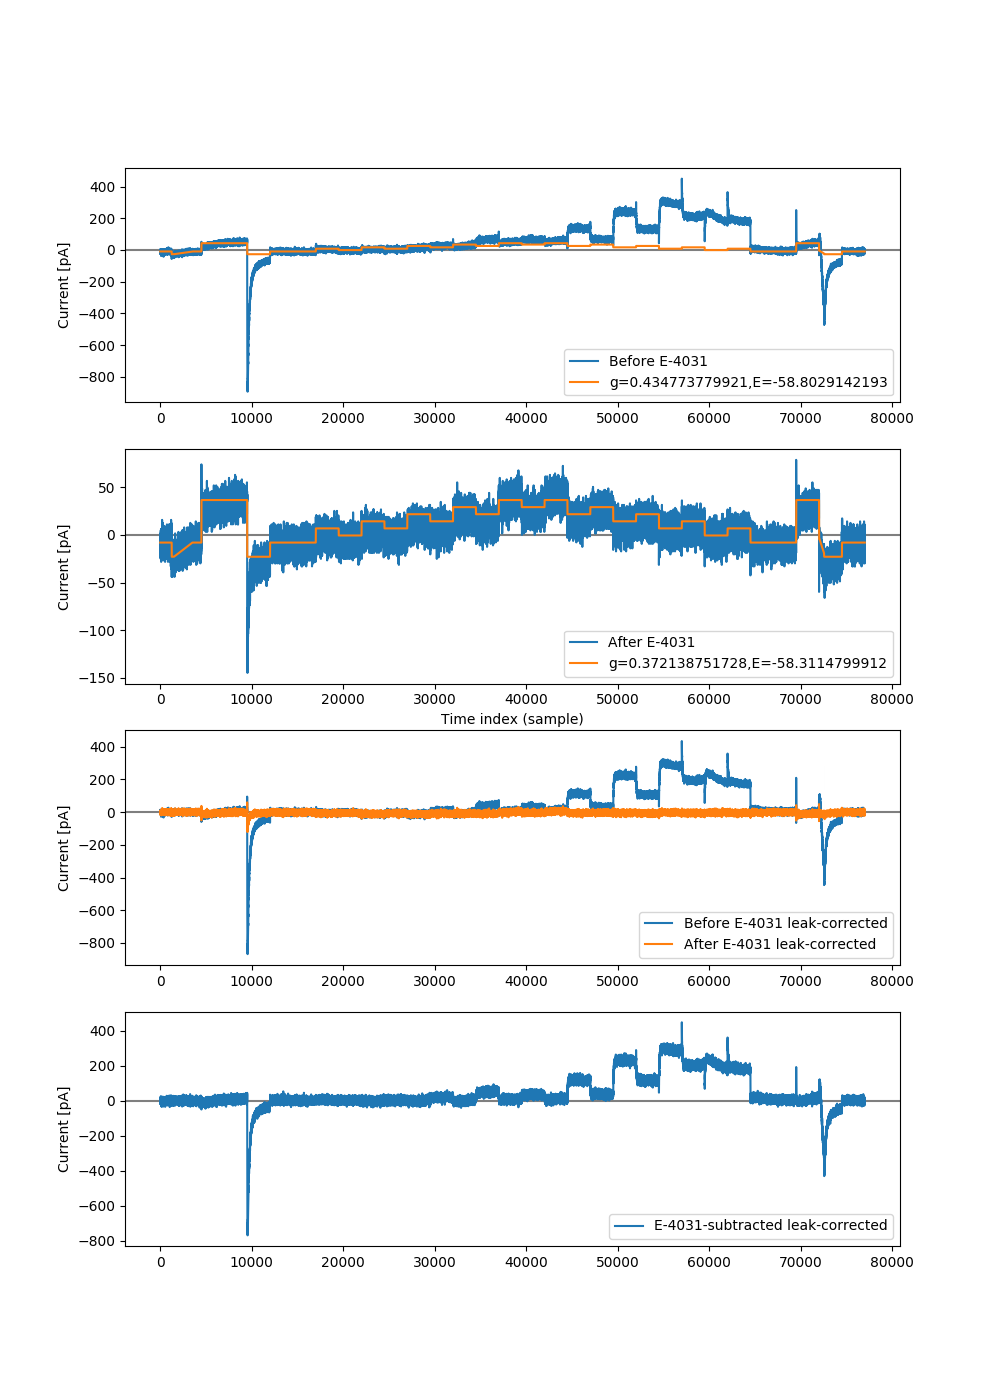 400
200
0
−200
−400
−600
−800
Current [pA]
Before E-4031
g=0.434773779921,E=-58.8029142193
0 10000 20000 30000 40000 50000 60000 70000 80000
50
0
−50
−100
−150
Current [pA]
After E-4031
g=0.372138751728,E=-58.3114799912
0 10000 20000 30000 40000 50000 60000 70000 80000
Time index (sample)
400
200
0
−200
−400
−600
−800
Current [pA]
Before E-4031 leak-corrected
After E-4031 leak-corrected
0 10000 20000 30000 40000 50000 60000 70000 80000
400
200
0
−200
−400
−600
−800
Current [pA]
E-4031-subtracted leak-corrected
0 10000 20000 30000 40000 50000 60000 70000 80000